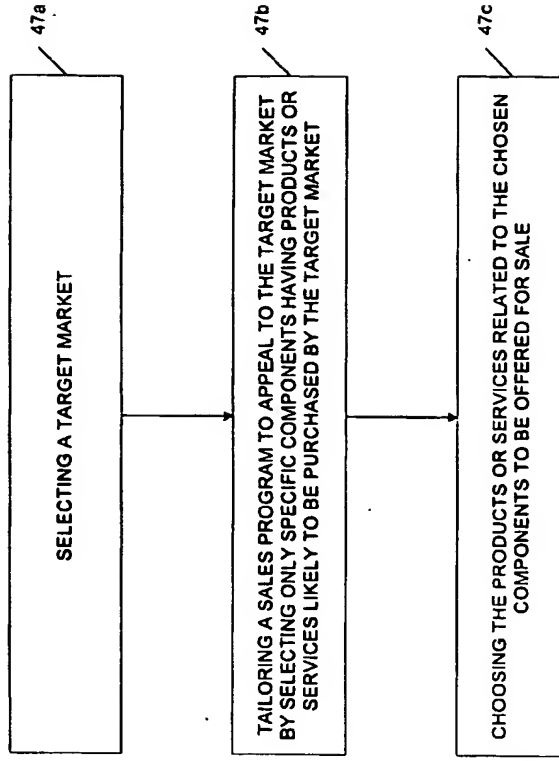 47a
SELECTING A TARGET MARKET
47b
TAILORING A SALES PROGRAM TO APPEAL TO THE TARGET MARKET
BY SELECTING ONLY SPECIFIC COMPONENTS HAVING PRODUCTS OR
SERVICES LIKELY TO BE PURCHASED BY THE TARGET MARKET
47c
CHOOSING THE PRODUCTS OR SERVICES RELATED TO THE CHOSEN
COMPONENTS TO BE OFFERED FOR SALE